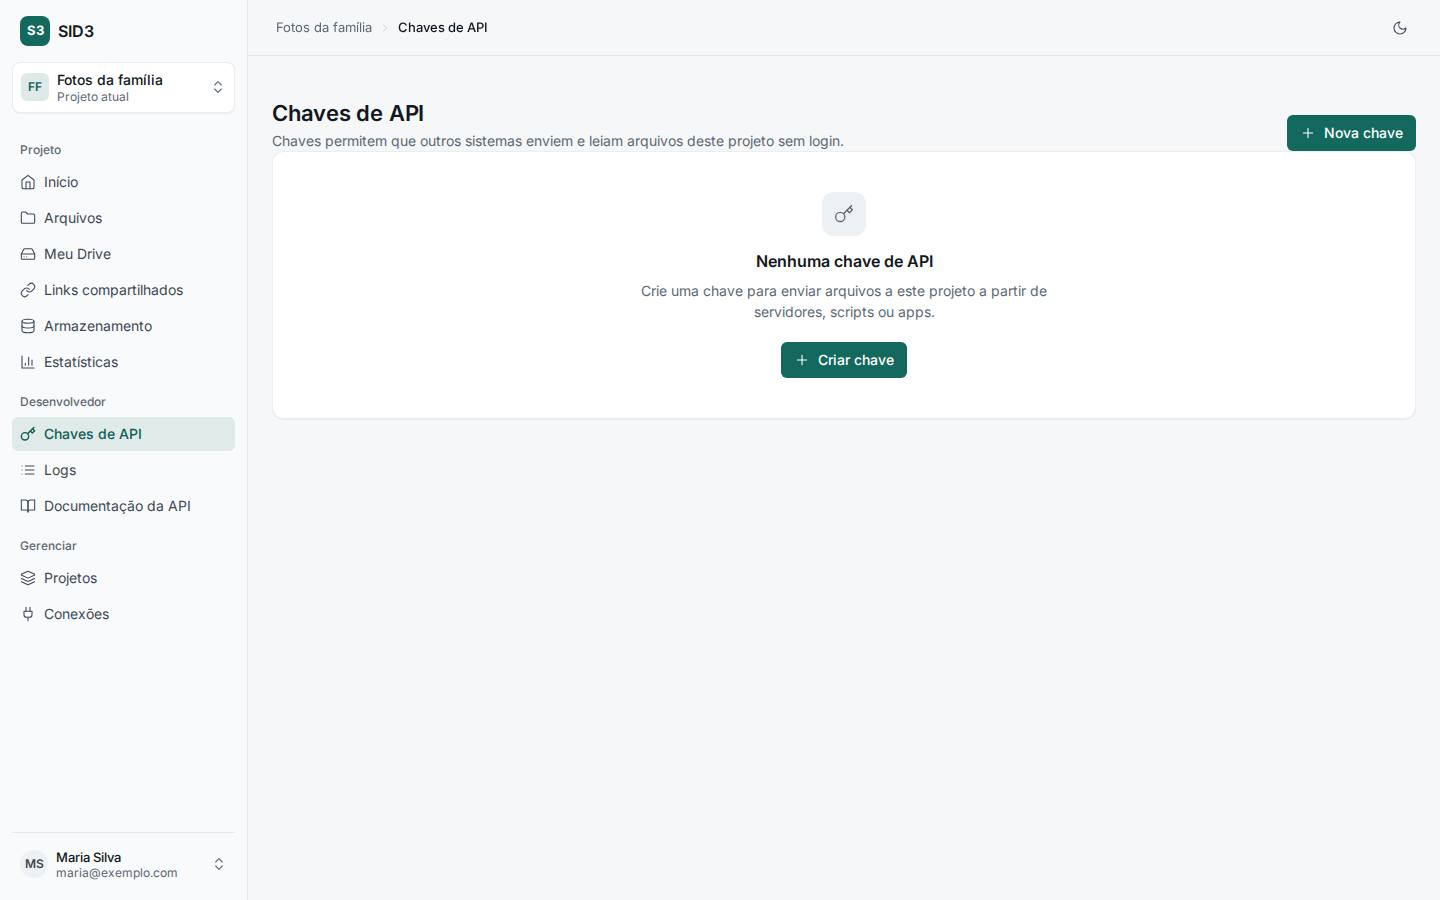 S3 SID3
FF Fotos da família
Projeto atual
Projeto
Início
Arquivos
Meu Drive
Links compartilhados
Armazenamento
Estatísticas
Desenvolvedor
Chaves de API
Logs
Documentação da API
Gerenciar
Projetos
Conexões
MS Maria Silva
maria@exemplo.com
Fotos da família Chaves de API
Chaves de API
Chaves permitem que outros sistemas enviem e leiam arquivos deste projeto sem login.
Nova chave
Nenhuma chave de API
Crie uma chave para enviar arquivos a este projeto a partir de
servidores, scripts ou apps.
Criar chave